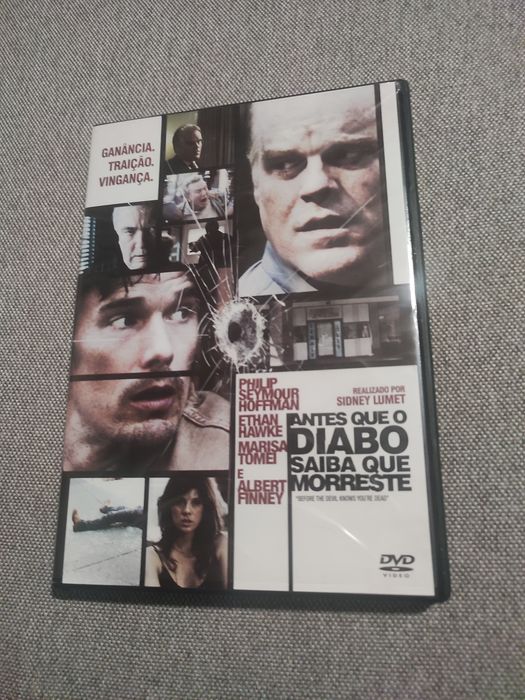 GANÂNCIA.
TRAIÇÃO.
VINGANÇA.
PHILIP
SEYMOUR
HOFFMAN
ETHAN
HAWKE
MARISA
TOMEI
E
ALBERT
FINNEY
REALIZADO POR
SIDNEY LUMET
ANTES QUE O
DIABO
SAIBA QUE
MORRESTE
"BEFORE THE DEVIL KNOWS YOU'RE DEAD"
DVD
VIDEO